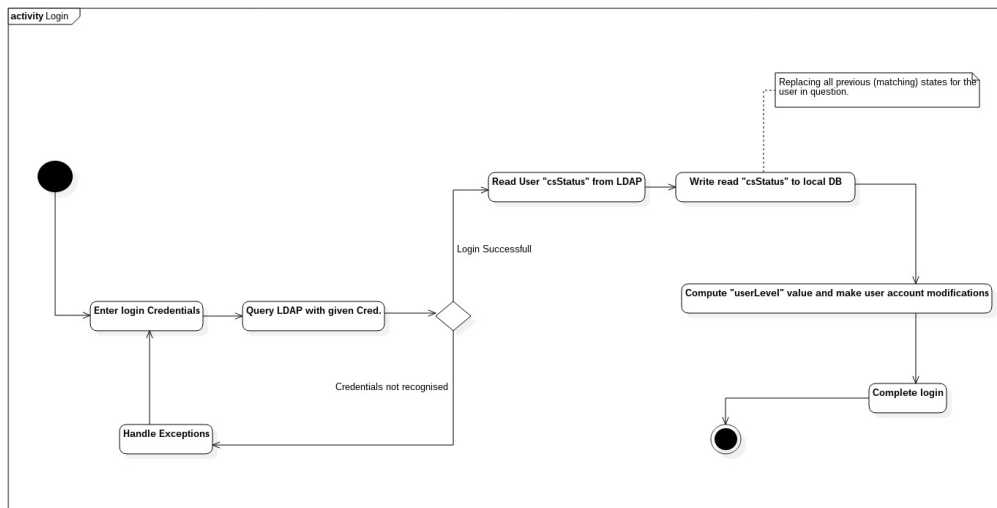 activity Login
Replacing all previous (matching) states for the
user in question.
Read User "csStatus" from LDAP
Write read "csStatus" to local DB
Login Successfull
Compute "userLevel" value and make user account modifications
Enter login Credentials
Query LDAP with given Cred.
Credentials not recognised
Complete login
Handle Exceptions